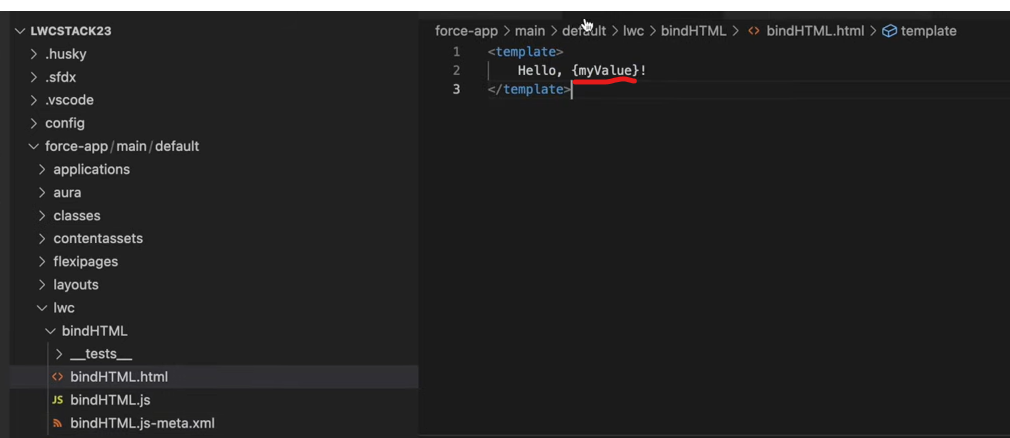 LWCSTACK23
.husky
.sfdx
.vscode
config
force-app/main/default
applications
aura
classes
contentassets
flexipages
layouts
lwc
bindHTML
__tests__
bindHTML.html
JS bindHTML.js
bindHTML.js-meta.xml
force-app > main > default > lwc > bindHTML > <> bindHTML.html > template
1 <template>
2 Hello, {myValue}!
3 </template>